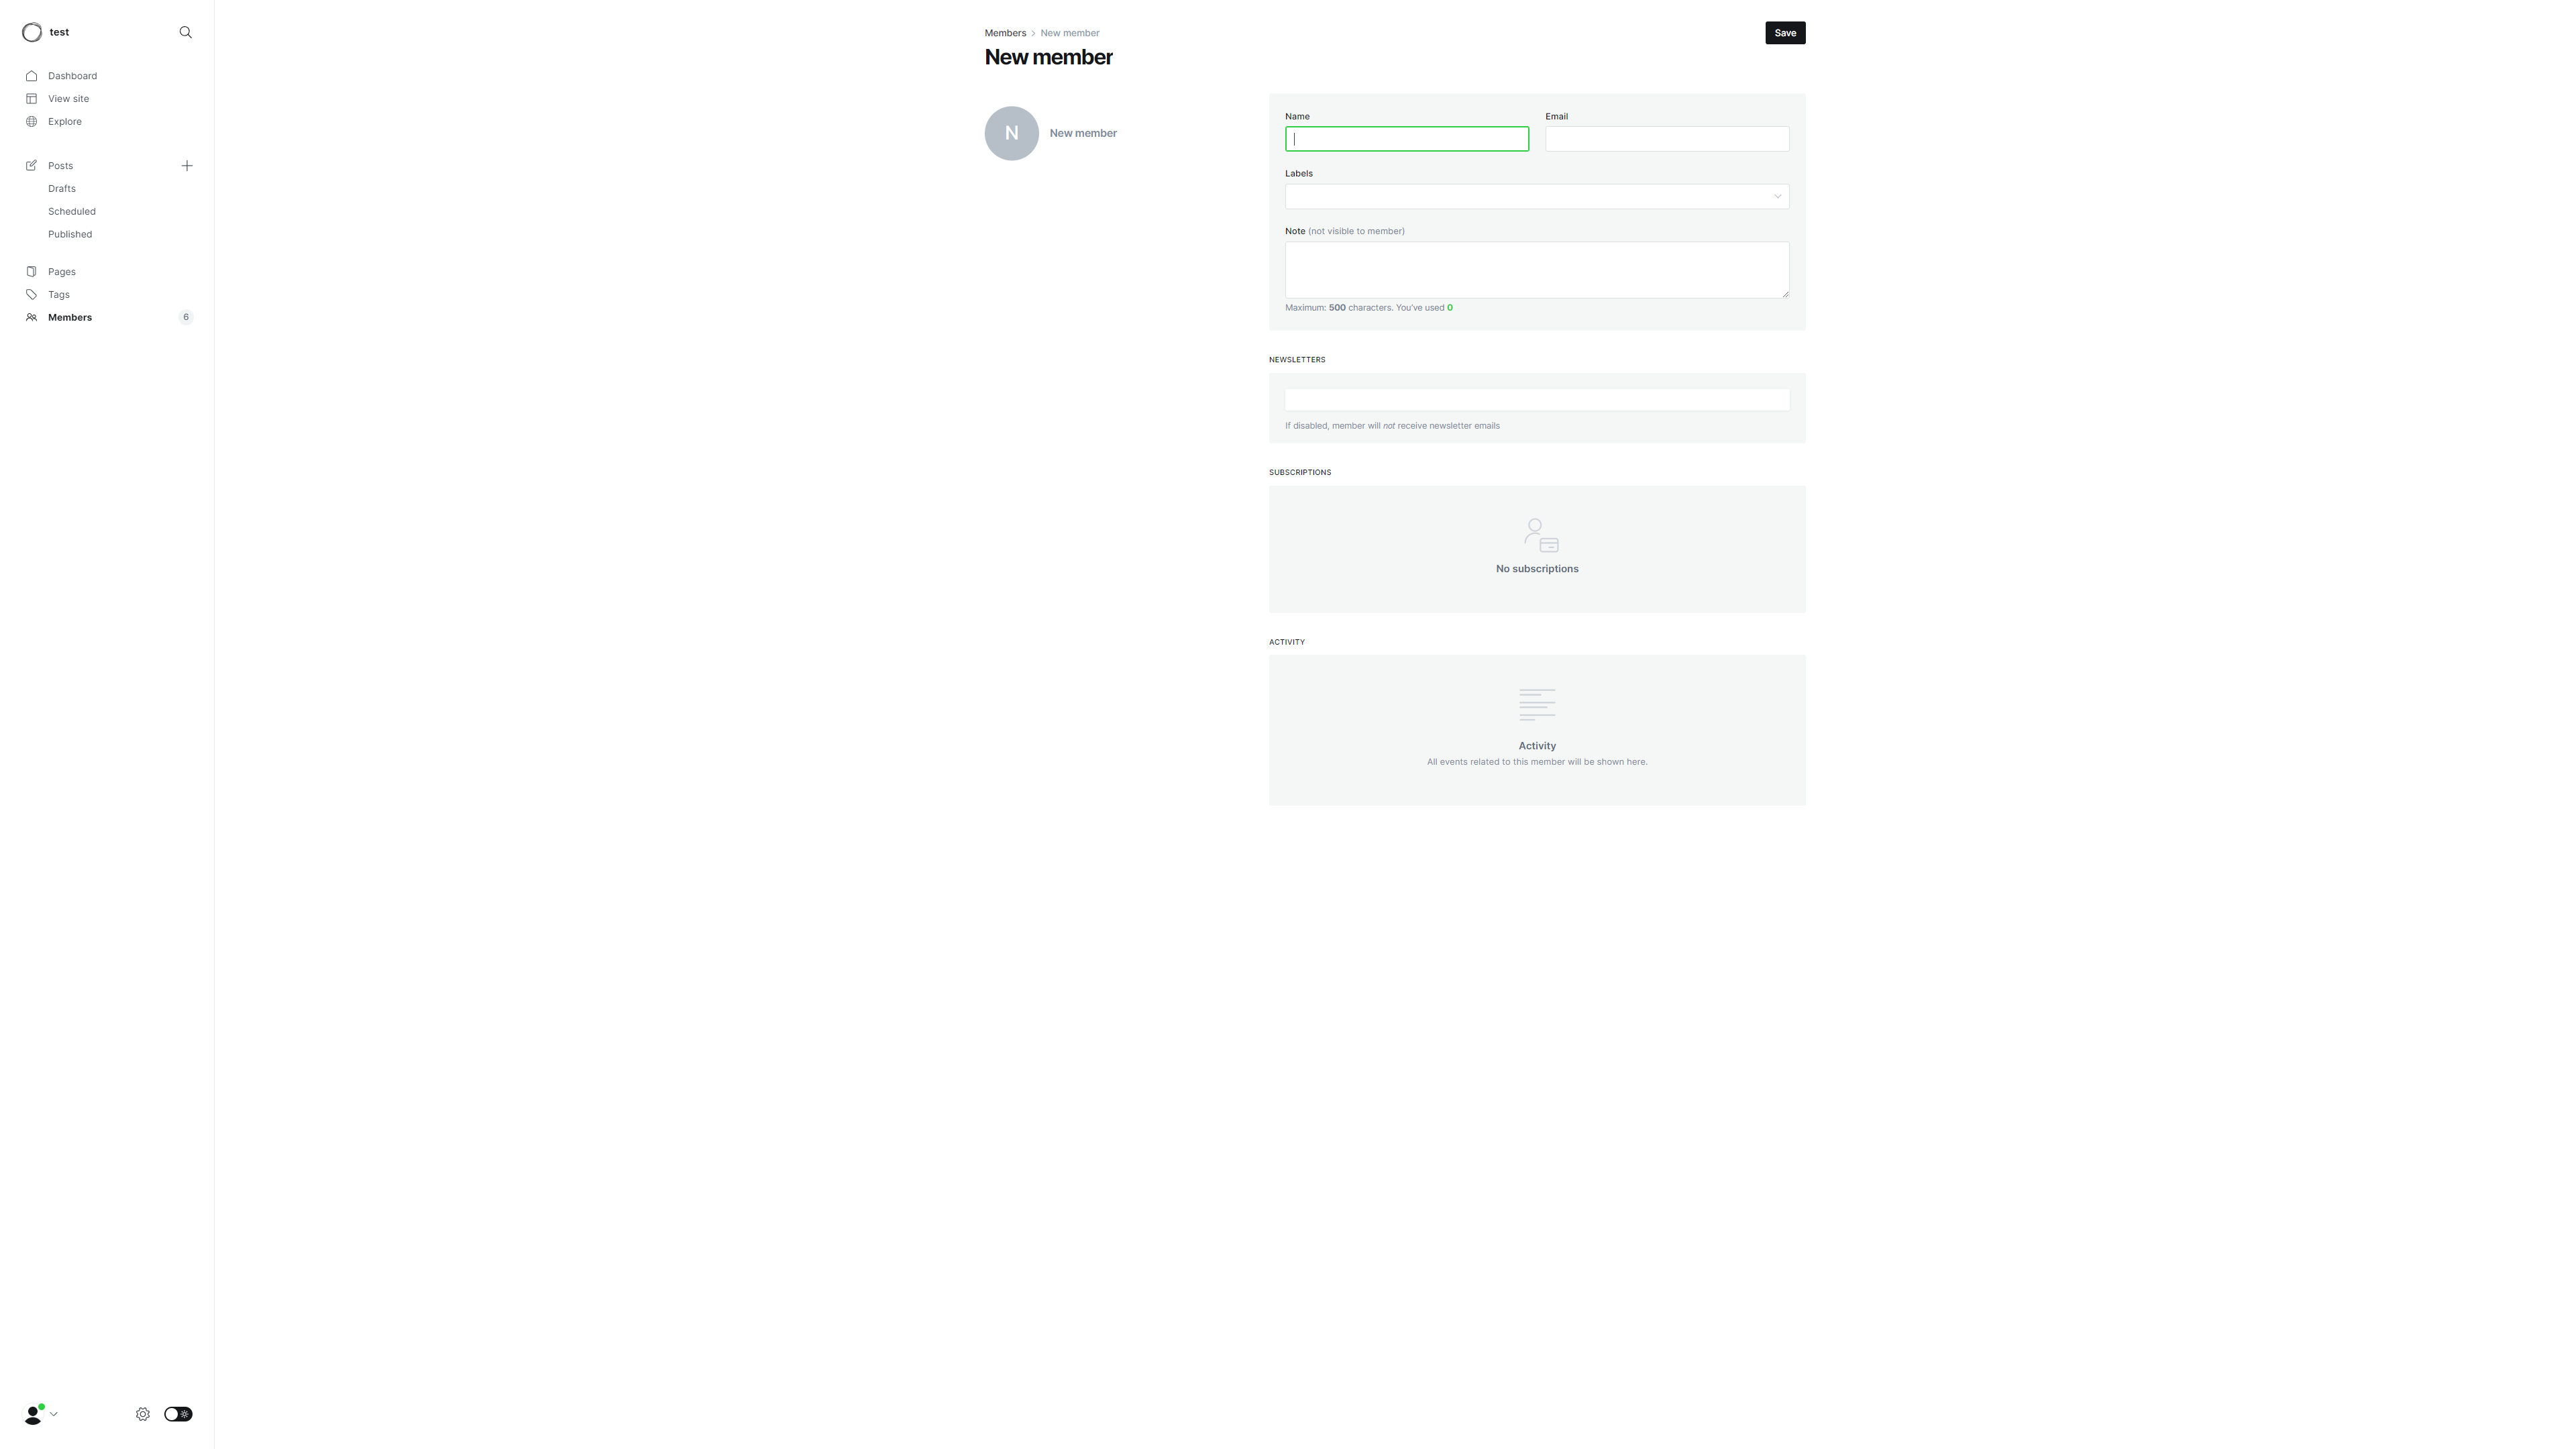 test
Dashboard
View site
Explore
Posts
Drafts
Scheduled
Published
Pages
Tags
Members 6
Members New member
New member
Save
N New member
Name
Email
Labels
Note (not visible to member)
Maximum: 500 characters. You've used 0
NEWSLETTERS
If disabled, member will not receive newsletter emails
SUBSCRIPTIONS
No subscriptions
ACTIVITY
Activity
All events related to this member will be shown here.